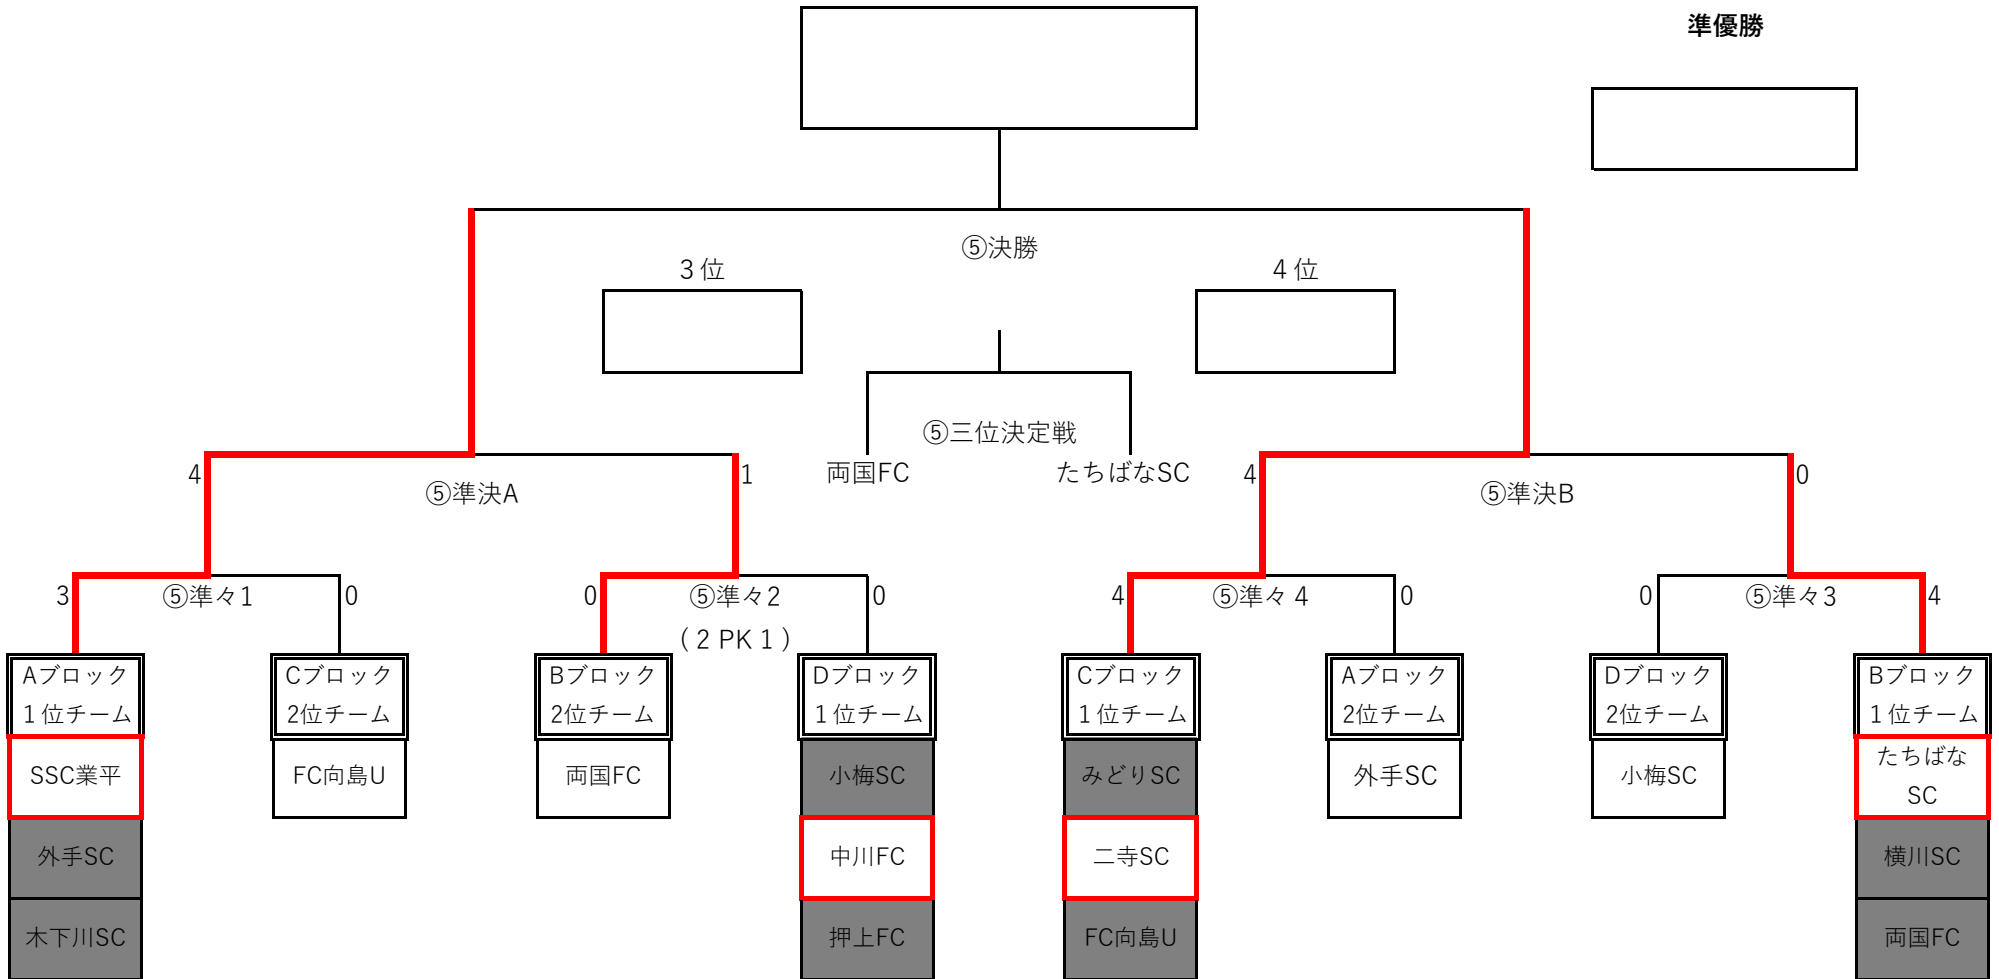 準優勝
⑤決勝
3位
4位
⑤三位決定戦
両国FC
たちばなSC
4
⑤準決A
1
4
⑤準決B
0
3
⑤準々1
0
0
⑤準々2
0
(2 PK 1)
4
⑤準々4
0
0
⑤準々3
4
Aブロック
1位チーム
Cブロック
2位チーム
Bブロック
2位チーム
Dブロック
1位チーム
Cブロック
1位チーム
Aブロック
2位チーム
Dブロック
2位チーム
Bブロック
1位チーム
SSC業平
FC向島U
両国FC
小梅SC
みどりSC
外手SC
小梅SC
たちばな
SC
外手SC
中川FC
二寺SC
横川SC
木下川SC
押上FC
FC向島U
両国FC